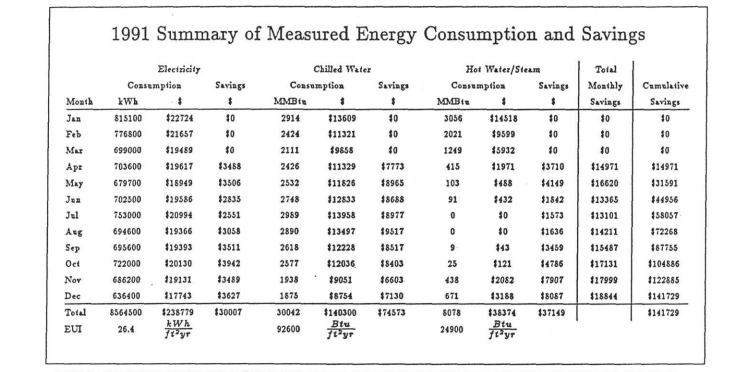 1991 Summary of Measured Energy Consumption and Savings
Electricity Chilled Water Hot Water/Steam Total
Consumption Savings Consumption Savings Consumption Savings Monthly Cumulative
Month kWh $ $ MMBtu $ $ MMBtu $ $ Savings Savings
Jan 815100 $22724 $0 2914 $13609 $0 3056 $14518 $0 $0 $0
Feb 776800 $21657 $0 2424 $11321 $0 2021 $9599 $0 $0 $0
Mar 699000 $19489 $0 2111 $9858 $0 1249 $5932 $0 $0 $0
Apr 703600 $19617 $3488 2426 $11329 $7773 415 $1971 $3710 $14971 $14971
May 679700 $18949 $3506 2532 $11826 $8965 103 $488 $4149 $16620 $31591
Jun 702500 $19586 $2835 2748 $12833 $8688 91 $432 $1842 $13365 $44956
Jul 753000 $20994 $2551 2989 $13958 $8977 0 $0 $1573 $13101 $58057
Aug 694600 $19366 $3058 2890 $13497 $9517 0 $0 $1636 $14211 $72268
Sep 695600 $19393 $3511 2618 $12228 $8517 9 $43 $3459 $15487 $87755
Oct 722000 $20130 $3942 2577 $12036 $8403 25 $121 $4786 $17131 $104886
Nov 686200 $19131 $3489 1938 $9051 $6603 438 $2082 $7907 $17999 $122885
Dec 636400 $17743 $3627 1875 $8754 $7130 671 $3188 $8087 $18844 $141729
Total 8564500 $238779 $30007 30042 $140300 $74573 8078 $38374 $37149 $141729
EUI 26.4 kWh/ft²yr 92600 Btu/ft²yr 24900 Btu/ft²yr